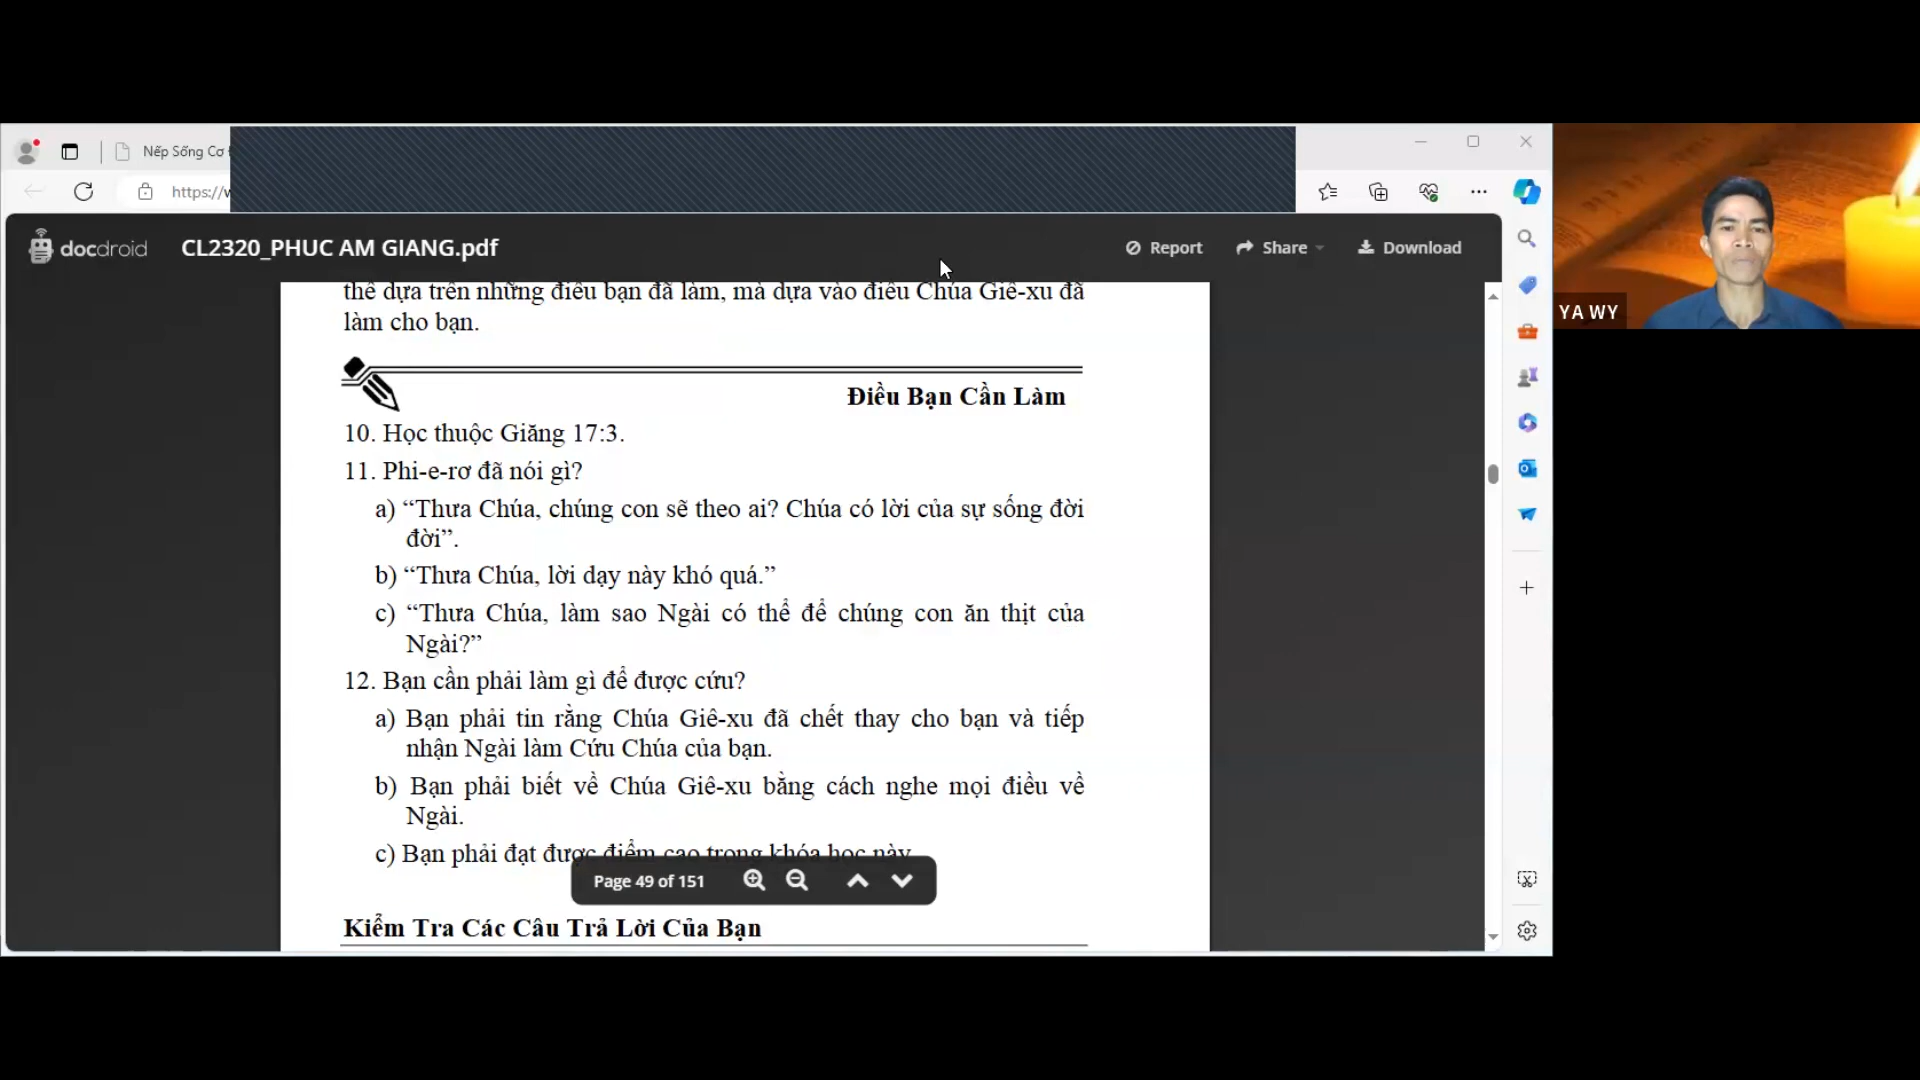 Nếp Sống Cơ
https://w
docdroid
CL2320_PHUC AM GIANG.pdf
Report
Share
Download
YA WY
thể dựa trên những điều bạn đã làm, mà dựa vào điều Chúa Giê-xu đã
làm cho bạn.
Điều Bạn Cần Làm
10. Học thuộc Giăng 17:3.
11. Phi-e-rơ đã nói gì?
a) “Thưa Chúa, chúng con sẽ theo ai? Chúa có lời của sự sống đời
đời”.
b) “Thưa Chúa, lời dạy này khó quá.”
c) “Thưa Chúa, làm sao Ngài có thể để chúng con ăn thịt của
Ngài?”
12. Bạn cần phải làm gì để được cứu?
a) Bạn phải tin rằng Chúa Giê-xu đã chết thay cho bạn và tiếp
nhận Ngài làm Cứu Chúa của bạn.
b) Bạn phải biết về Chúa Giê-xu bằng cách nghe mọi điều về
Ngài.
c) Bạn phải đạt được điểm cao trong khóa học này
Page 49 of 151
Kiểm Tra Các Câu Trả Lời Của Bạn